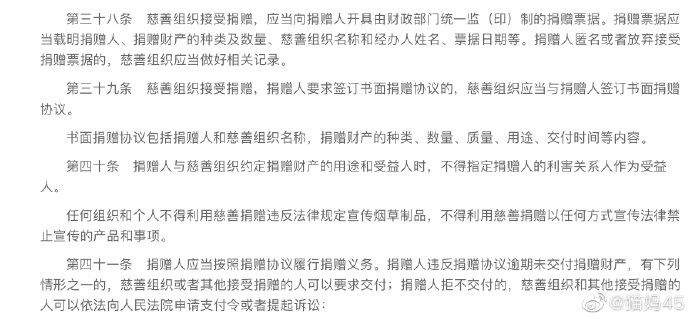 第三十八条　慈善组织接受捐赠，应当向捐赠人开具由财政部门统一监（印）制的捐赠票据。捐赠票据应
当载明捐赠人、捐赠财产的种类及数量、慈善组织名称和经办人姓名、票据日期等。捐赠人匿名或者放弃接受
捐赠票据的，慈善组织应当做好相关记录。
第三十九条　慈善组织接受捐赠，捐赠人要求签订书面捐赠协议的，慈善组织应当与捐赠人签订书面捐赠
协议。
书面捐赠协议包括捐赠人和慈善组织名称，捐赠财产的种类、数量、质量、用途、交付时间等内容。
第四十条　捐赠人与慈善组织约定捐赠财产的用途和受益人时，不得指定捐赠人的利害关系人作为受益
人。
任何组织和个人不得利用慈善捐赠违反法律规定宣传烟草制品，不得利用慈善捐赠以任何方式宣传法律禁
止宣传的产品和事项。
第四十一条　捐赠人应当按照捐赠协议履行捐赠义务。捐赠人违反捐赠协议逾期未交付捐赠财产，有下列
情形之一的，慈善组织或者其他接受捐赠的人可以要求交付；捐赠人拒不交付的，慈善组织和其他接受捐赠的
人可以依法向人民法院申请支付令或者提起诉讼：
@猫妈45